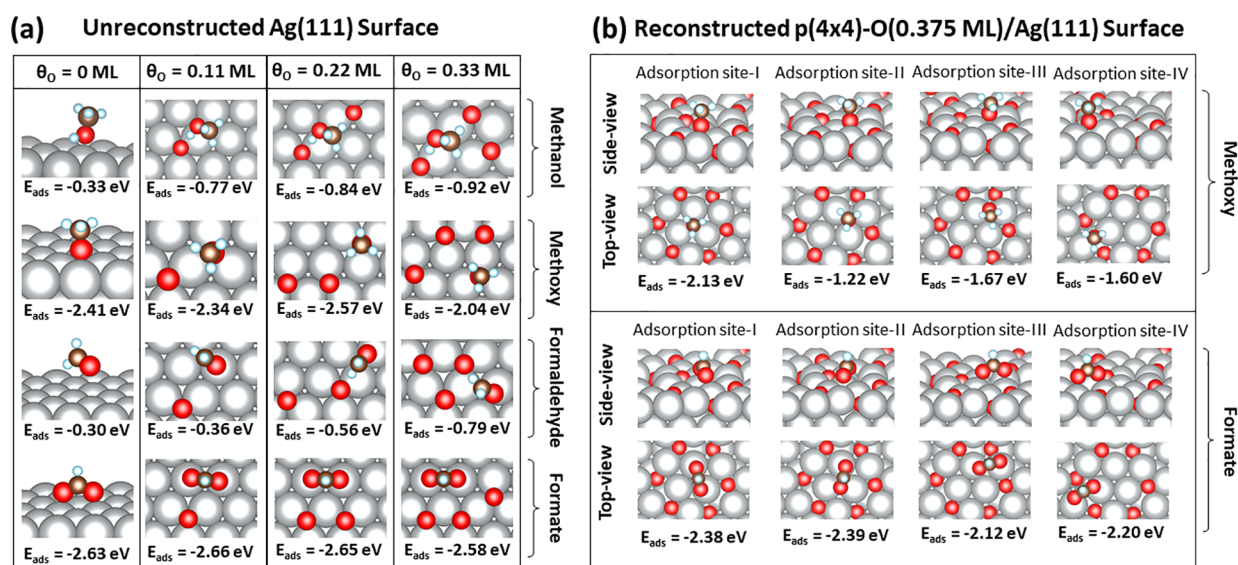 (a) Unreconstructed Ag(111) Surface
θO = 0 ML θO = 0.11 ML θO = 0.22 ML θO = 0.33 ML
Methanol
Eads = -0.33 eV Eads = -0.77 eV Eads = -0.84 eV Eads = -0.92 eV
Methoxy
Eads = -2.41 eV Eads = -2.34 eV Eads = -2.57 eV Eads = -2.04 eV
Formaldehyde
Eads = -0.30 eV Eads = -0.36 eV Eads = -0.56 eV Eads = -0.79 eV
Formate
Eads = -2.63 eV Eads = -2.66 eV Eads = -2.65 eV Eads = -2.58 eV
(b) Reconstructed p(4x4)-O(0.375 ML)/Ag(111) Surface
Adsorption site-I Adsorption site-II Adsorption site-III Adsorption site-IV
Side-view
Top-view
Methoxy
Eads = -2.13 eV Eads = -1.22 eV Eads = -1.67 eV Eads = -1.60 eV
Adsorption site-I Adsorption site-II Adsorption site-III Adsorption site-IV
Side-view
Top-view
Formate
Eads = -2.38 eV Eads = -2.39 eV Eads = -2.12 eV Eads = -2.20 eV